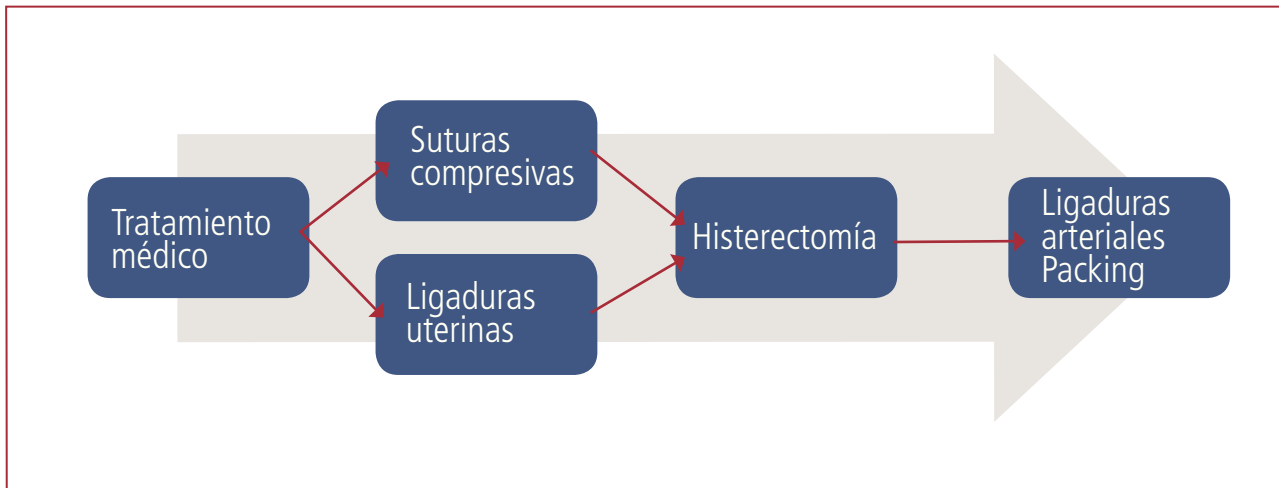 Tratamiento
médico
Suturas
compresivas
Ligaduras
uterinas
Histerectomía
Ligaduras
arteriales
Packing